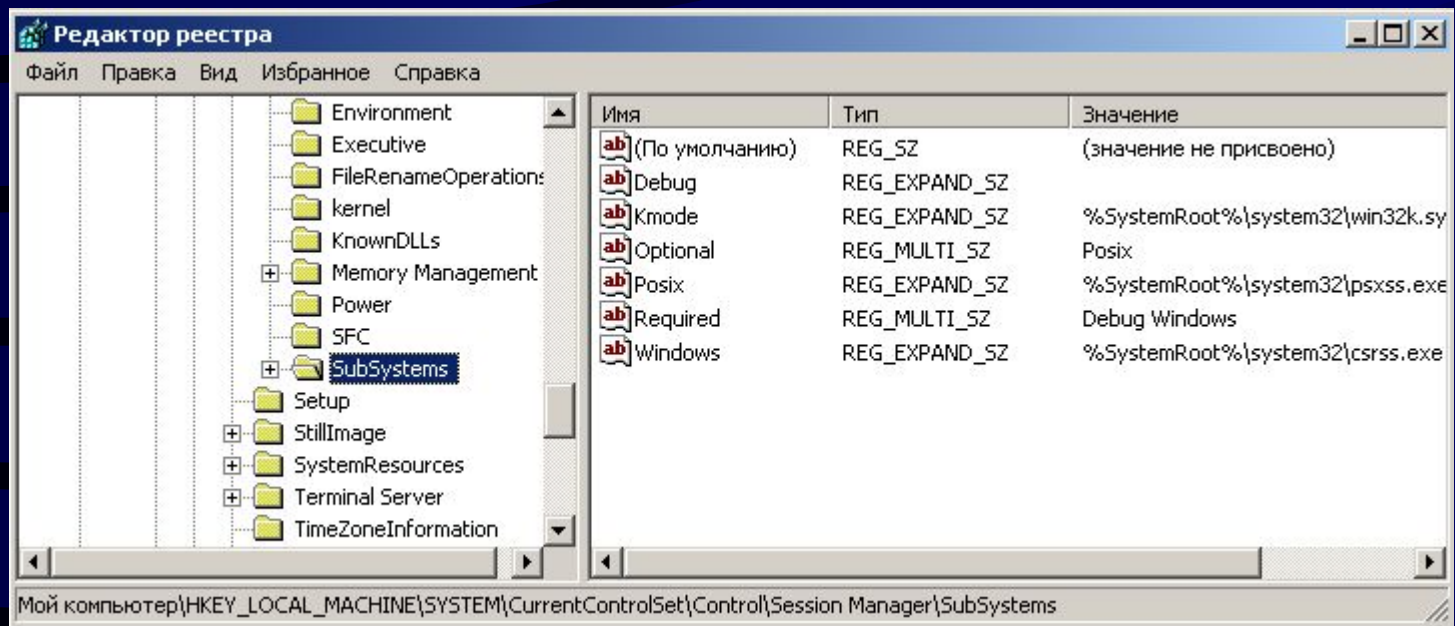 Редактор реестра
Файл Правка Вид Избранное Справка
Environment
Executive
FileRenameOperations
kernel
KnownDLLs
Memory Management
Power
SFC
SubSystems
Setup
StillImage
SystemResources
Terminal Server
TimeZoneInformation
Имя Тип Значение
(По умолчанию) REG_SZ (значение не присвоено)
Debug REG_EXPAND_SZ
Kmode REG_EXPAND_SZ %SystemRoot%\system32\win32k.sy
Optional REG_MULTI_SZ Posix
Posix REG_EXPAND_SZ %SystemRoot%\system32\psxss.exe
Required REG_MULTI_SZ Debug Windows
Windows REG_EXPAND_SZ %SystemRoot%\system32\csrss.exe
Мой компьютер\HKEY_LOCAL_MACHINE\SYSTEM\CurrentControlSet\Control\Session Manager\SubSystems